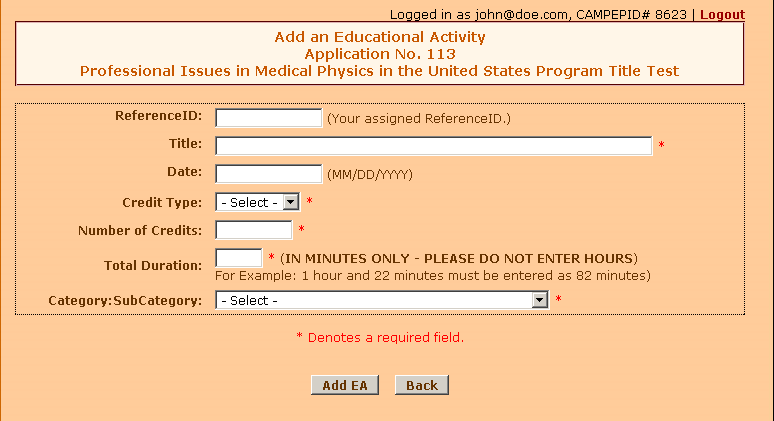 Logged in as john@doe.com, CAMPEPID# 8623 | Logout
Add an Educational Activity
Application No. 113
Professional Issues in Medical Physics in the United States Program Title Test
ReferenceID: (Your assigned ReferenceID.)
Title: *
Date: (MM/DD/YYYY)
Credit Type: - Select - *
Number of Credits: *
Total Duration: * (IN MINUTES ONLY - PLEASE DO NOT ENTER HOURS)
For Example: 1 hour and 22 minutes must be entered as 82 minutes)
Category:SubCategory: - Select - *
* Denotes a required field.
Add EA Back